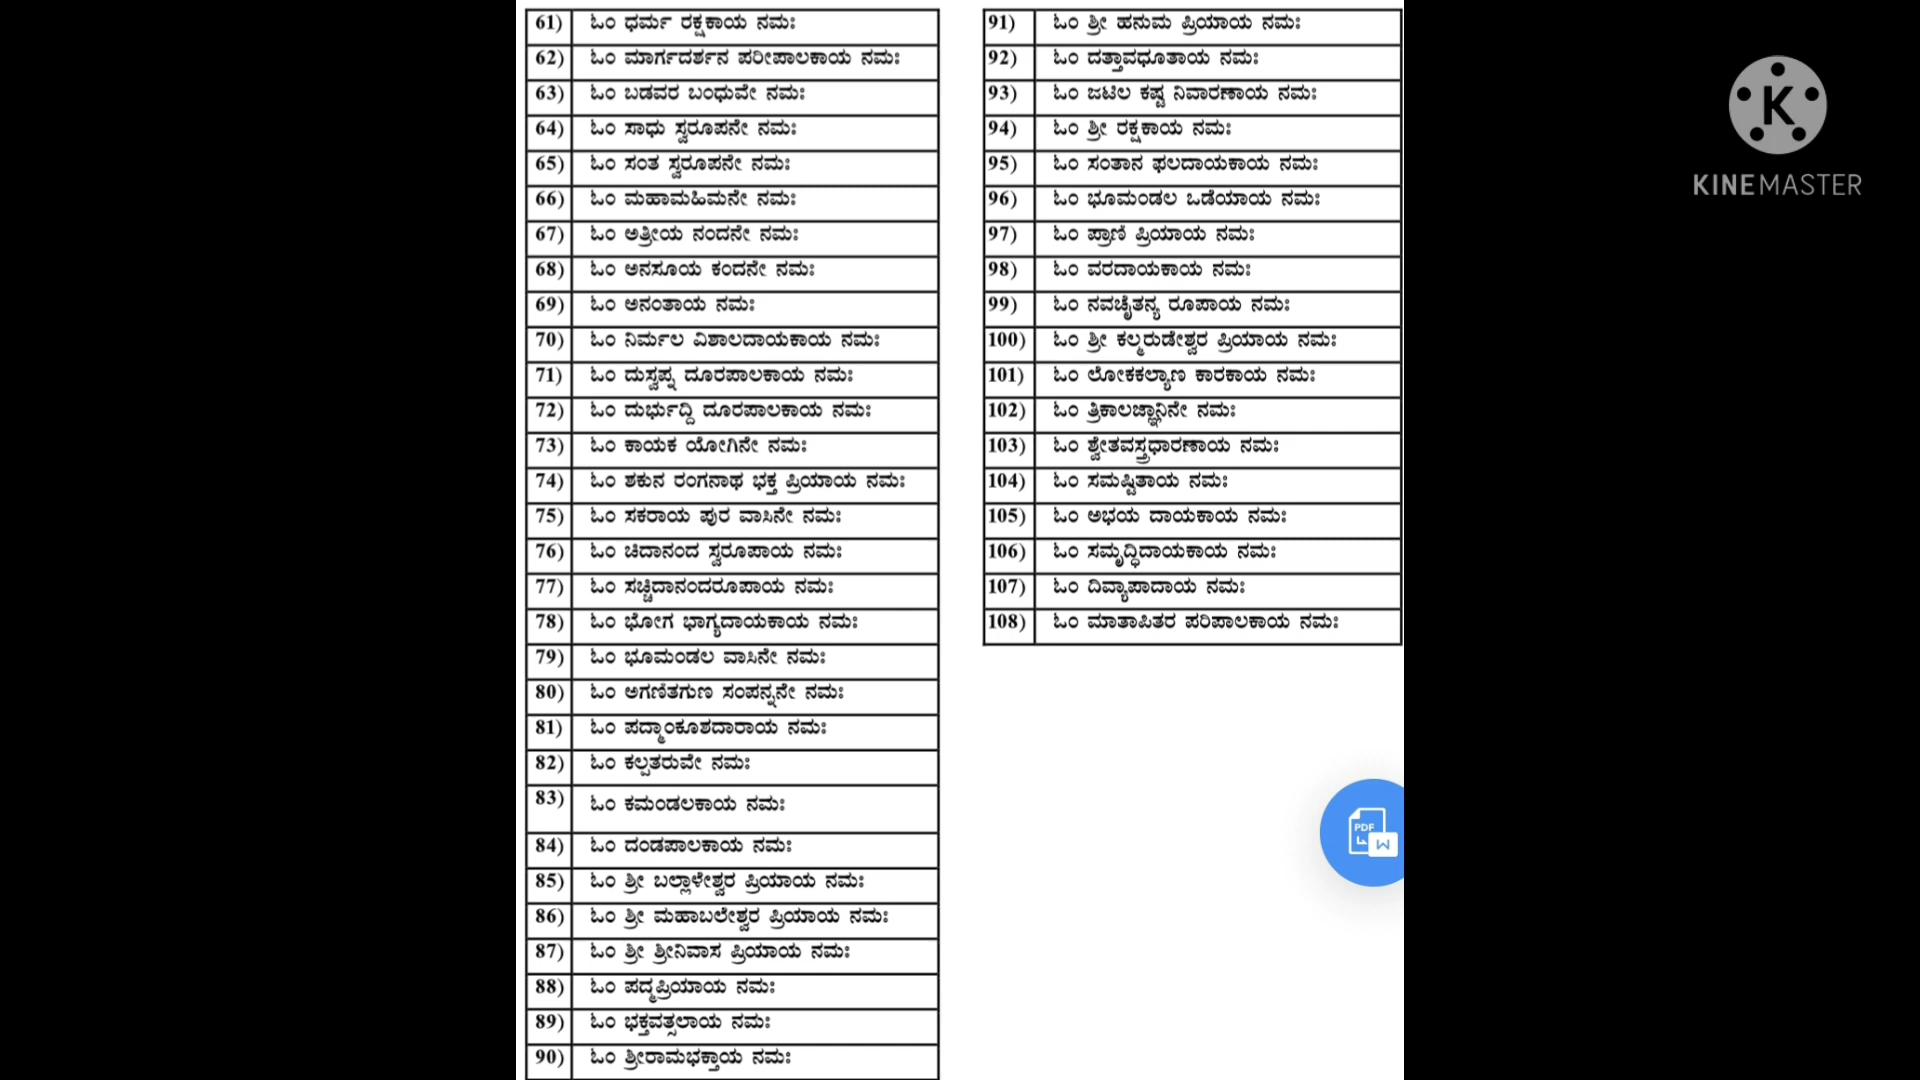 61) ಓಂ ಧರ್ಮ ರಕ್ಷಕಾಯ ನಮಃ
62) ಓಂ ಮಾರ್ಗದರ್ಶನ ಪರೀಪಾಲಕಾಯ ನಮಃ
63) ಓಂ ಬಡವರ ಬಂಧುವೇ ನಮಃ
64) ಓಂ ಸಾಧು ಸ್ವರೂಪನೇ ನಮಃ
65) ಓಂ ಸಂತ ಸ್ವರೂಪನೇ ನಮಃ
66) ಓಂ ಮಹಾಮಹಿಮನೇ ನಮಃ
67) ಓಂ ಅತ್ರೀಯ ನಂದನೇ ನಮಃ
68) ಓಂ ಅನಸೂಯ ಕಂದನೇ ನಮಃ
69) ಓಂ ಅನಂತಾಯ ನಮಃ
70) ಓಂ ನಿರ್ಮಲ ವಿಶಾಲದಾಯಕಾಯ ನಮಃ
71) ಓಂ ದುಸ್ವಪ್ನ ದೂರಪಾಲಕಾಯ ನಮಃ
72) ಓಂ ದುರ್ಭುದ್ದಿ ದೂರಪಾಲಕಾಯ ನಮಃ
73) ಓಂ ಕಾಯಕ ಯೋಗಿನೇ ನಮಃ
74) ಓಂ ಶಕುನ ರಂಗನಾಥ ಭಕ್ತ ಪ್ರಿಯಾಯ ನಮಃ
75) ಓಂ ಸಕರಾಯ ಪುರ ವಾಸಿನೇ ನಮಃ
76) ಓಂ ಚಿದಾನಂದ ಸ್ವರೂಪಾಯ ನಮಃ
77) ಓಂ ಸಚ್ಚಿದಾನಂದರೂಪಾಯ ನಮಃ
78) ಓಂ ಭೋಗ ಭಾಗ್ಯದಾಯಕಾಯ ನಮಃ
79) ಓಂ ಭೂಮಂಡಲ ವಾಸಿನೇ ನಮಃ
80) ಓಂ ಅಗಣಿತಗುಣ ಸಂಪನ್ನನೇ ನಮಃ
81) ಓಂ ಪದ್ಮಾಂಕೂಶದಾರಾಯ ನಮಃ
82) ಓಂ ಕಲ್ಪತರುವೇ ನಮಃ
83) ಓಂ ಕಮಂಡಲಕಾಯ ನಮಃ
84) ಓಂ ದಂಡಪಾಲಕಾಯ ನಮಃ
85) ಓಂ ಶ್ರೀ ಬಲ್ಲಾಳೇಶ್ವರ ಪ್ರಿಯಾಯ ನಮಃ
86) ಓಂ ಶ್ರೀ ಮಹಾಬಲೇಶ್ವರ ಪ್ರಿಯಾಯ ನಮಃ
87) ಓಂ ಶ್ರೀ ಶ್ರೀನಿವಾಸ ಪ್ರಿಯಾಯ ನಮಃ
88) ಓಂ ಪದ್ಮಪ್ರಿಯಾಯ ನಮಃ
89) ಓಂ ಭಕ್ತವತ್ಸಲಾಯ ನಮಃ
90) ಓಂ ಶ್ರೀರಾಮಭಕ್ತಾಯ ನಮಃ
91) ಓಂ ಶ್ರೀ ಹನುಮ ಪ್ರಿಯಾಯ ನಮಃ
92) ಓಂ ದತ್ತಾವಧೂತಾಯ ನಮಃ
93) ಓಂ ಜಟಿಲ ಕಷ್ಟ ನಿವಾರಣಾಯ ನಮಃ
94) ಓಂ ಶ್ರೀ ರಕ್ಷಕಾಯ ನಮಃ
95) ಓಂ ಸಂತಾನ ಫಲದಾಯಕಾಯ ನಮಃ
96) ಓಂ ಭೂಮಂಡಲ ಒಡೆಯಾಯ ನಮಃ
97) ಓಂ ಪ್ರಾಣಿ ಪ್ರಿಯಾಯ ನಮಃ
98) ಓಂ ವರದಾಯಕಾಯ ನಮಃ
99) ಓಂ ನವಚೈತನ್ಯ ರೂಪಾಯ ನಮಃ
100) ಓಂ ಶ್ರೀ ಕಲ್ಮರುಡೇಶ್ವರ ಪ್ರಿಯಾಯ ನಮಃ
101) ಓಂ ಲೋಕಕಲ್ಯಾಣ ಕಾರಕಾಯ ನಮಃ
102) ಓಂ ತ್ರಿಕಾಲಜ್ಞಾನಿನೇ ನಮಃ
103) ಓಂ ಶ್ವೇತವಸ್ತ್ರಧಾರಣಾಯ ನಮಃ
104) ಓಂ ಸಮಷ್ಟಿತಾಯ ನಮಃ
105) ಓಂ ಅಭಯ ದಾಯಕಾಯ ನಮಃ
106) ಓಂ ಸಮೃದ್ಧಿದಾಯಕಾಯ ನಮಃ
107) ಓಂ ದಿವ್ಯಾಪಾದಾಯ ನಮಃ
108) ಓಂ ಮಾತಾಪಿತರ ಪರಿಪಾಲಕಾಯ ನಮಃ
K
KINEMASTER
PDF
W